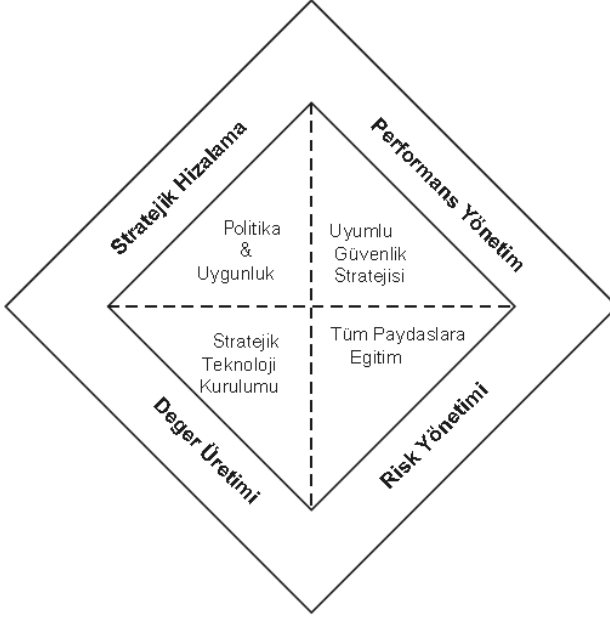 Stratejik Hizalama
Performans Yönetim
Politika
&
Uygunluk
Uyumlu
Güvenlik
Stratejisi
Stratejik
Teknoloji
Kurulumu
Tüm Paydaslara
Egitim
Deger Üretimi
Risk Yönetimi